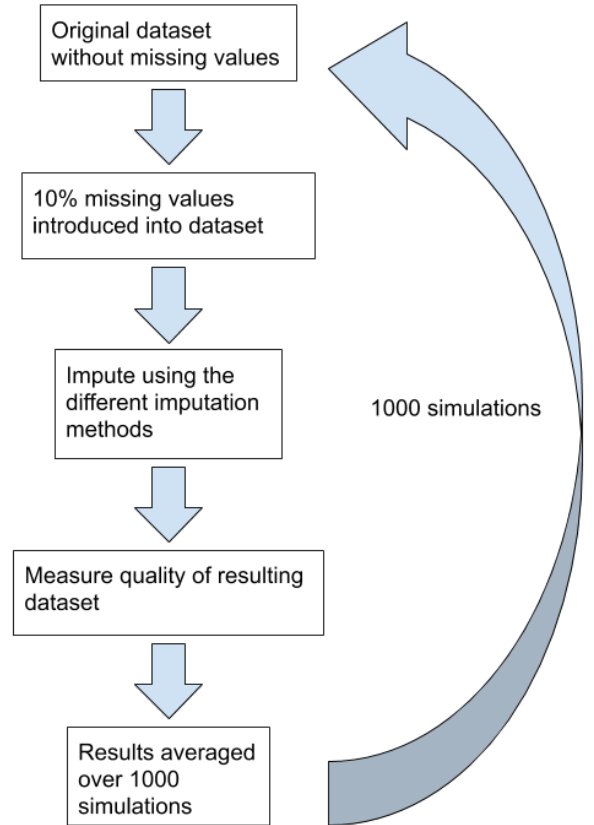 Original dataset
without missing values
10% missing values
introduced into dataset
Impute using the
different imputation
methods
1000 simulations
Measure quality of resulting
dataset
Results averaged
over 1000
simulations